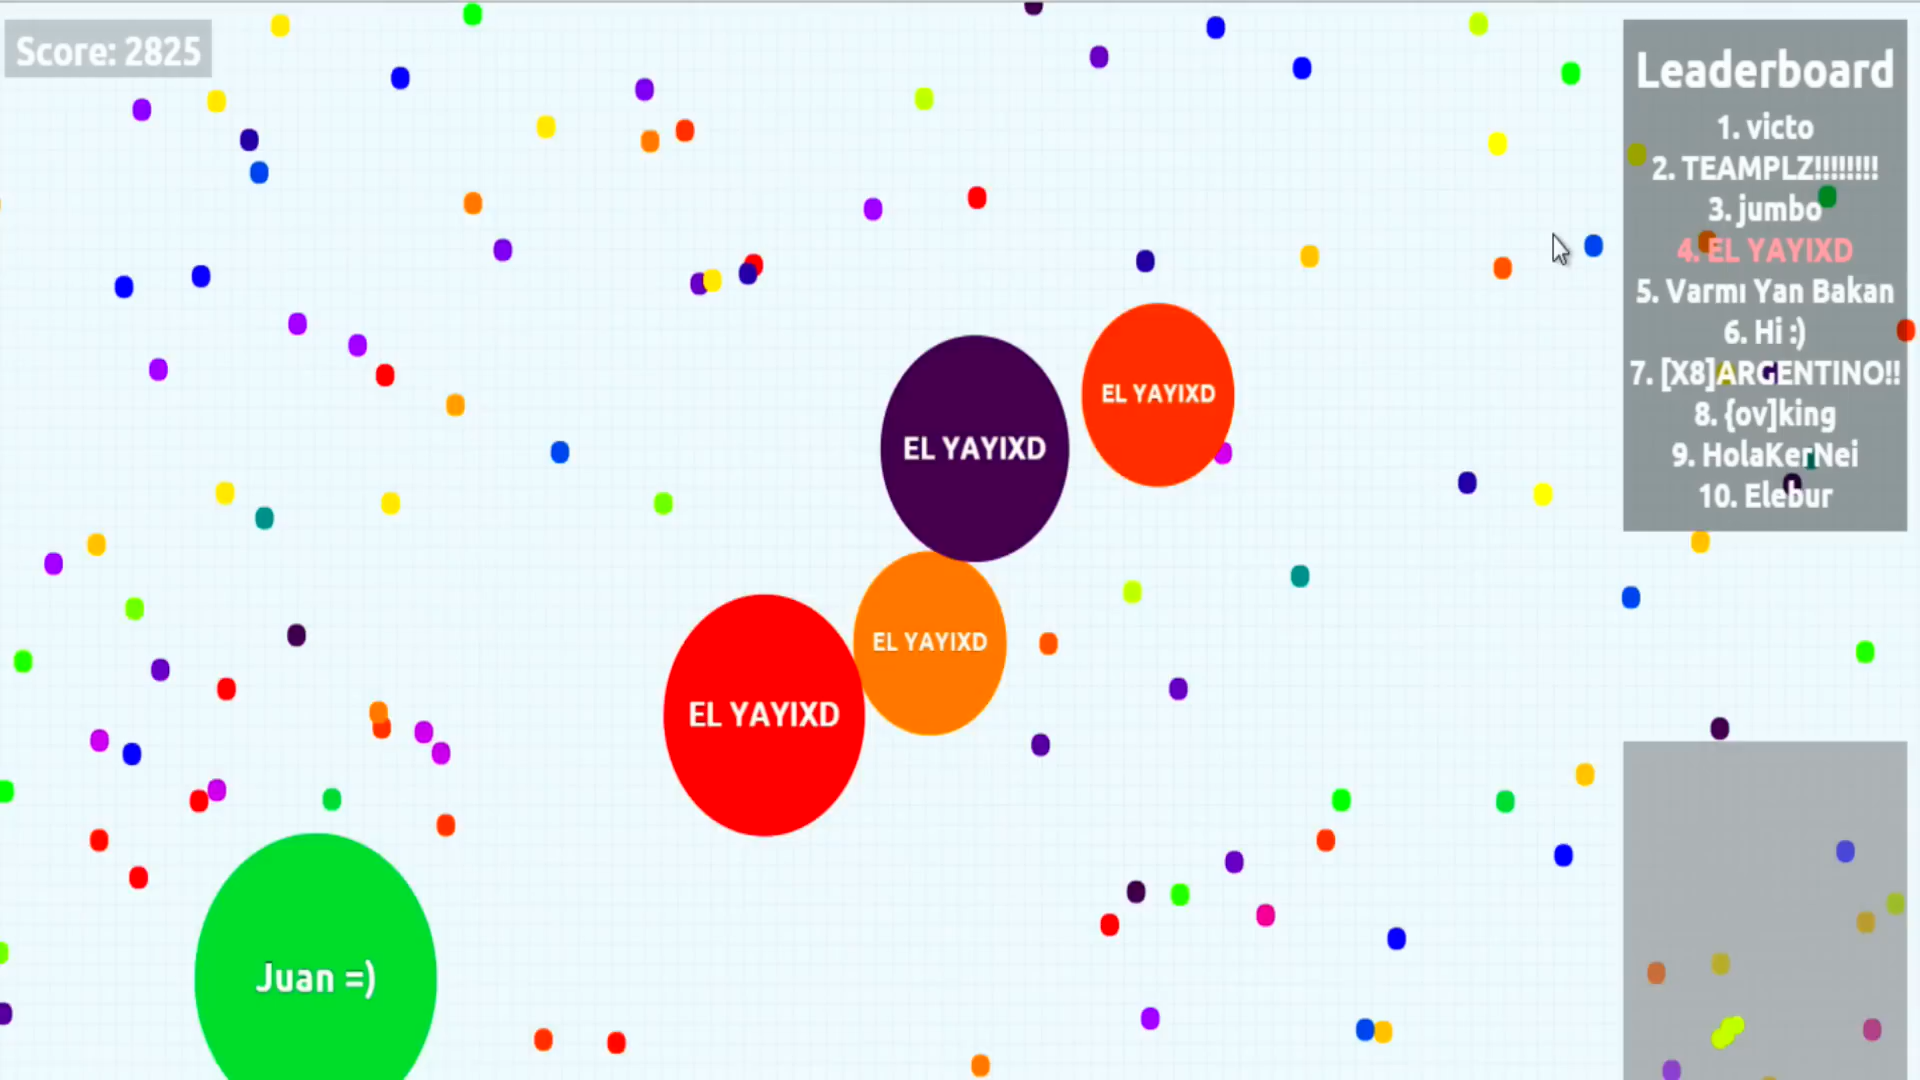 Score: 2825
Leaderboard
1. victo
2. TEAMPLZ!!!!!!!!
3. jumbo
4. EL YAYIXD
5. Varmı Yan Bakan
6. Hi :)
7. [X8]ARGENTINO!!
8. {ov]king
9. HolaKerNei
10. Elebur
EL YAYIXD
EL YAYIXD
EL YAYIXD
EL YAYIXD
Juan =)